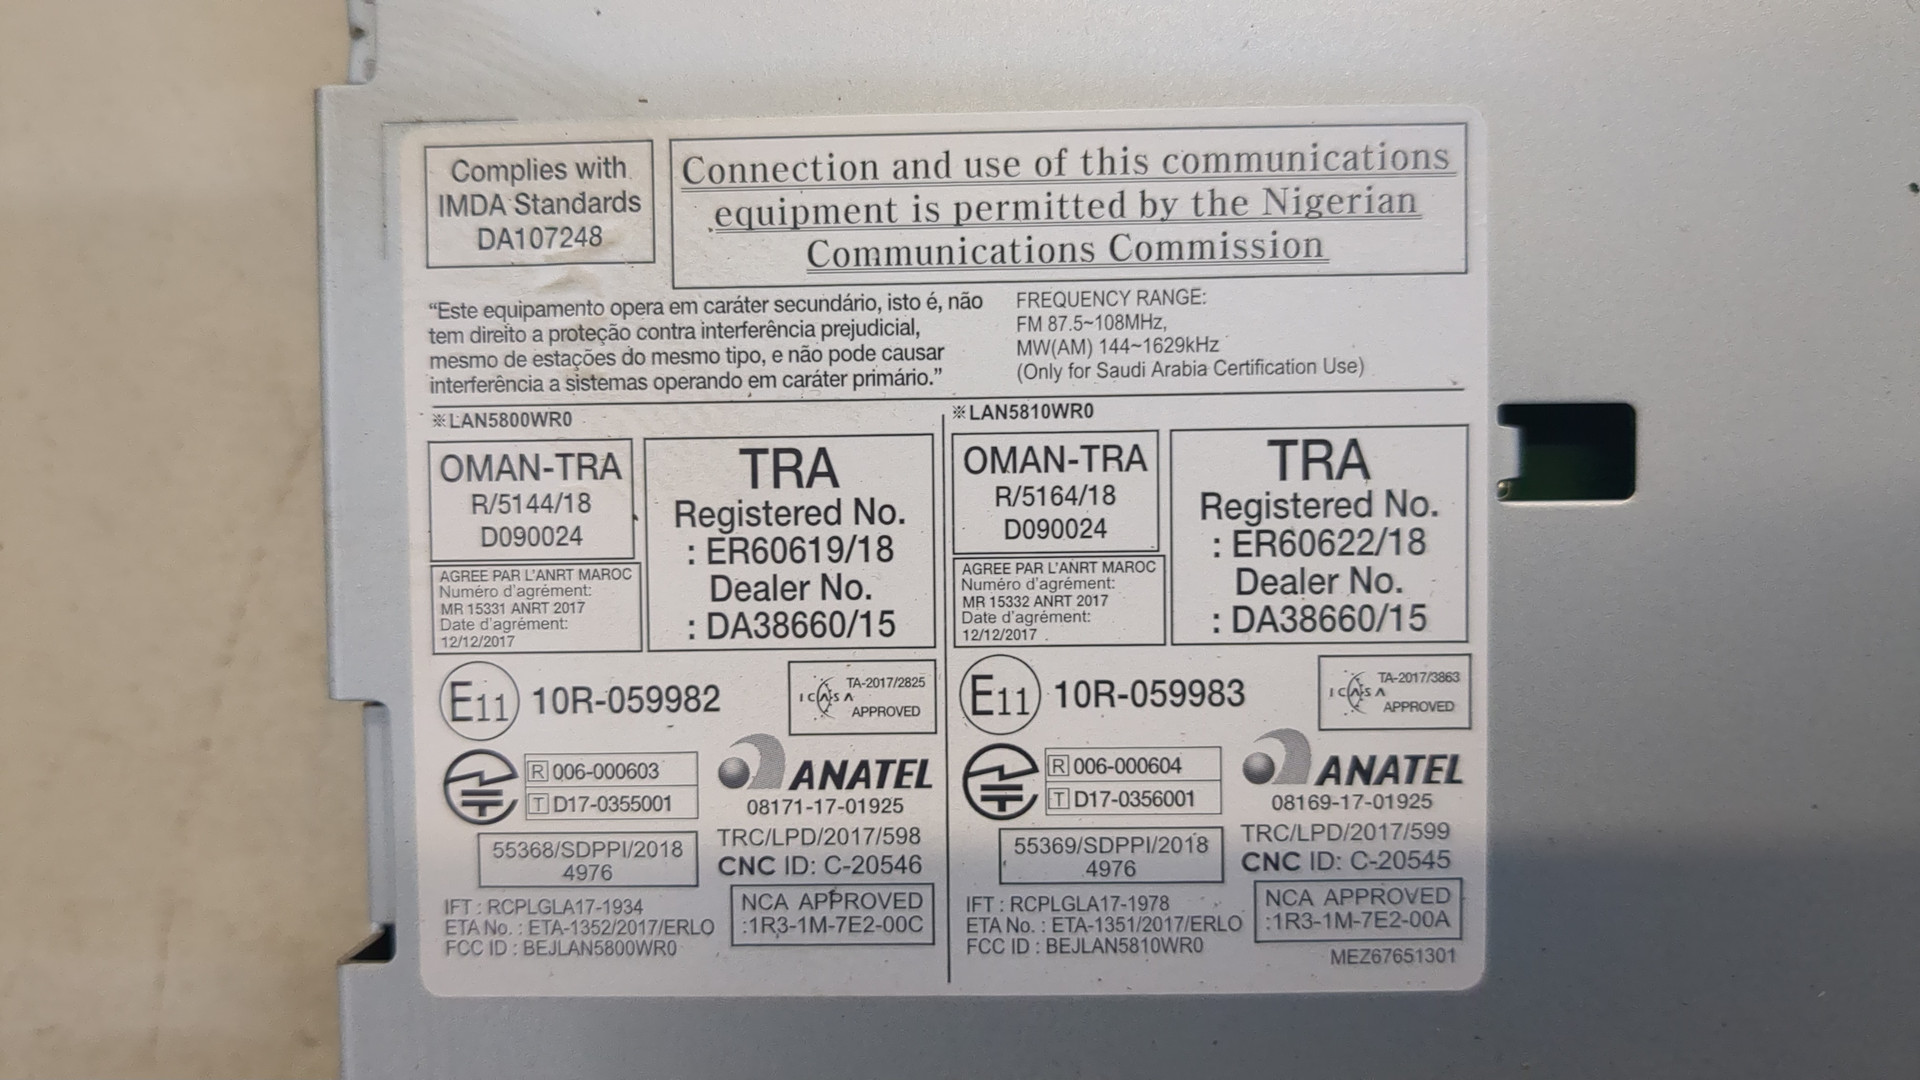 Complies with
IMDA Standards
DA107248
Connection and use of this communications
equipment is permitted by the Nigerian
Communications Commission
“Este equipamento opera em caráter secundário, isto é, não
tem direito a proteção contra interferência prejudicial,
mesmo de estações do mesmo tipo, e não pode causar
interferência a sistemas operando em caráter primário.”
FREQUENCY RANGE:
FM 87.5~108MHz,
MW(AM) 144~1629kHz
(Only for Saudi Arabia Certification Use)
※LAN5800WR0
OMAN-TRA
R/5144/18
D090024
TRA
Registered No.
: ER60619/18
Dealer No.
: DA38660/15
AGREE PAR L'ANRT MAROC
Numéro d'agrément:
MR 15331 ANRT 2017
Date d'agrément:
12/12/2017
E11 10R-059982
ICASA
TA-2017/2825
APPROVED
R 006-000603
T D17-0355001
ANATEL
08171-17-01925
55368/SDPPI/2018
4976
TRC/LPD/2017/598
CNC ID: C-20546
IFT : RCPLGLA17-1934
ETA No. : ETA-1352/2017/ERLO
FCC ID : BEJLAN5800WR0
NCA APPROVED
:1R3-1M-7E2-00C
※LAN5810WR0
OMAN-TRA
R/5164/18
D090024
TRA
Registered No.
: ER60622/18
Dealer No.
: DA38660/15
AGREE PAR L'ANRT MAROC
Numéro d'agrément:
MR 15332 ANRT 2017
Date d'agrément:
12/12/2017
E11 10R-059983
ICASA
TA-2017/3863
APPROVED
R 006-000604
T D17-0356001
ANATEL
08169-17-01925
55369/SDPPI/2018
4976
TRC/LPD/2017/599
CNC ID: C-20545
IFT : RCPLGLA17-1978
ETA No. : ETA-1351/2017/ERLO
FCC ID : BEJLAN5810WR0
NCA APPROVED
:1R3-1M-7E2-00A
MEZ67651301